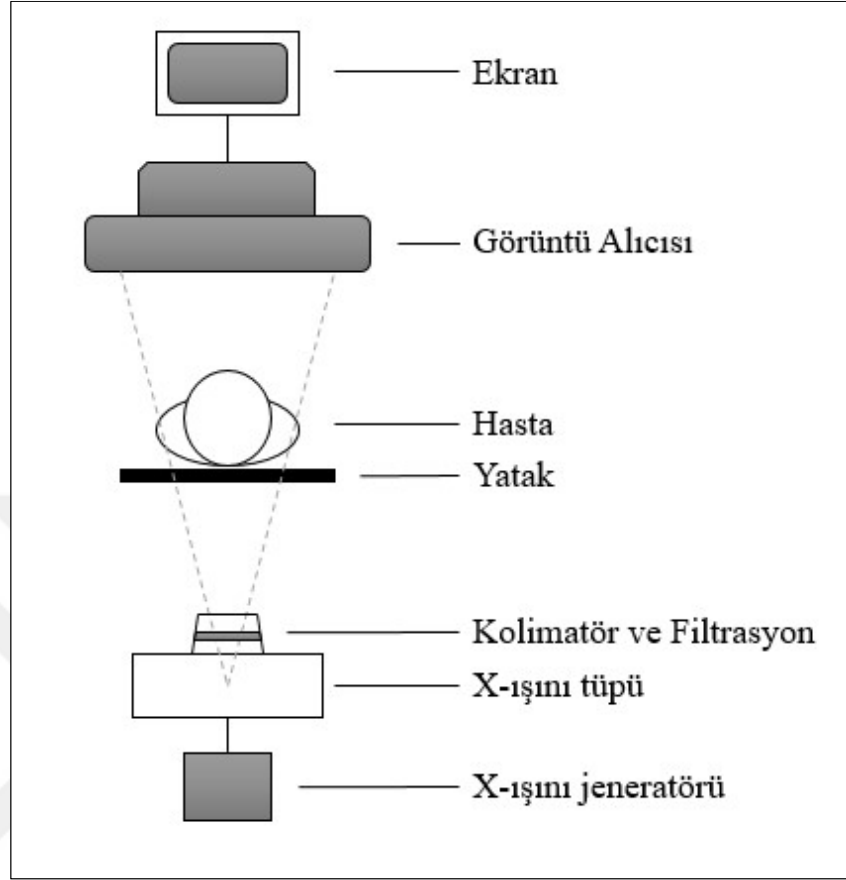 Ekran
Görüntü Alıcısı
Hasta
Yatak
Kolimatör ve Filtrasyon
X-ışını tüpü
X-ışını jeneratörü